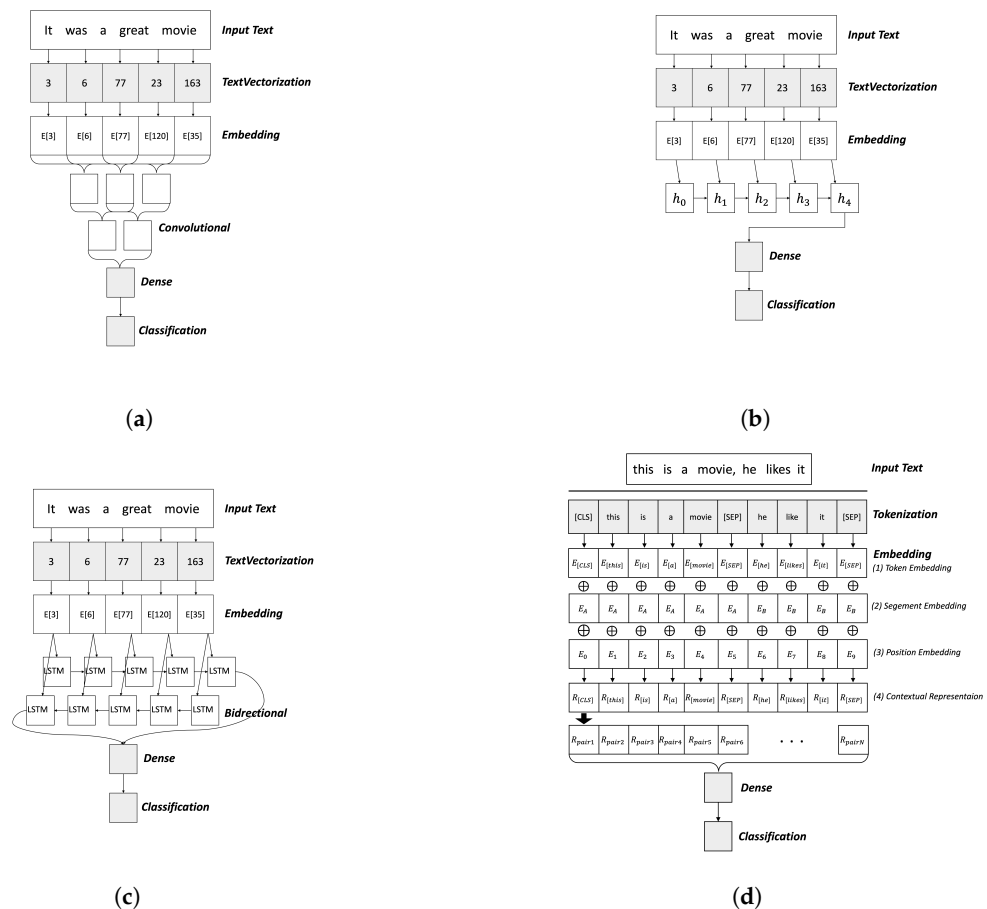 It was a great movie Input Text
3 6 77 23 163 TextVectorization
E[3] E[6] E[77] E[120] E[35] Embedding
Convolutional
Dense
Classification
(a)
It was a great movie Input Text
3 6 77 23 163 TextVectorization
E[3] E[6] E[77] E[120] E[35] Embedding
h0 h1 h2 h3 h4
Dense
Classification
(b)
It was a great movie Input Text
3 6 77 23 163 TextVectorization
E[3] E[6] E[77] E[120] E[35] Embedding
LSTM LSTM LSTM LSTM LSTM
LSTM LSTM LSTM LSTM LSTM Bidrectional
Dense
Classification
(c)
this is a movie, he likes it Input Text
[CLS] this is a movie [SEP] he like it [SEP] Tokenization
E[CLS] E[this] E[is] E[a] E[movie] E[SEP] E[he] E[likes] E[it] E[SEP] Embedding
(1) Token Embedding
⊕ ⊕ ⊕ ⊕ ⊕ ⊕ ⊕ ⊕ ⊕ ⊕
EA EA EA EA EA EA EB EB EB EB (2) Segement Embedding
⊕ ⊕ ⊕ ⊕ ⊕ ⊕ ⊕ ⊕ ⊕ ⊕
E0 E1 E2 E3 E4 E5 E6 E7 E8 E9 (3) Position Embedding
R[CLS] R[this] R[is] R[a] R[movie] R[SEP] R[he] R[likes] R[it] R[SEP] (4) Contextual Representaion
Rpair1 Rpair2 Rpair3 Rpair4 Rpair5 Rpair6 . . . RpairN
Dense
Classification
(d)